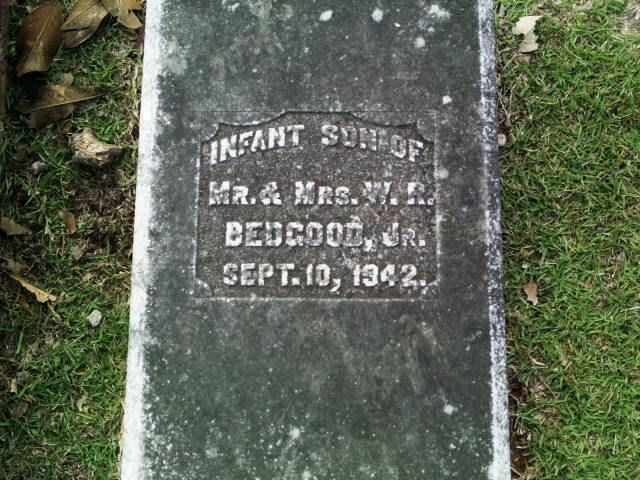 INFANT SON OF
MR. & MRS. W. R.
BEDGOOD, JR.
SEPT. 10, 1942.